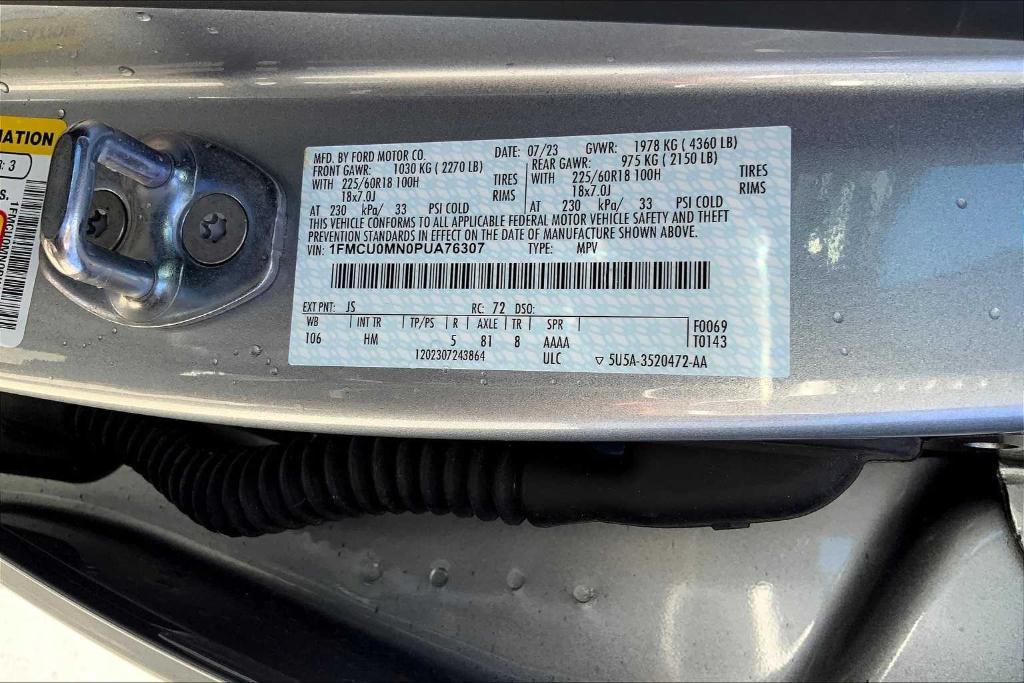 MATION
: 3
S.
MFD. BY FORD MOTOR CO. DATE: 07/23 GVWR: 1978 KG ( 4360 LB)
FRONT GAWR: 1030 KG ( 2270 LB) REAR GAWR: 975 KG ( 2150 LB)
WITH 225/60R18 100H TIRES WITH 225/60R18 100H TIRES
18x7.0J RIMS 18x7.0J RIMS
AT 230 kPa/ 33 PSI COLD AT 230 kPa/ 33 PSI COLD
THIS VEHICLE CONFORMS TO ALL APPLICABLE FEDERAL MOTOR VEHICLE SAFETY AND THEFT
PREVENTION STANDARDS IN EFFECT ON THE DATE OF MANUFACTURE SHOWN ABOVE.
VIN: 1FMCU0MN0PUA76307 TYPE: MPV
EXT PNT: JS RC: 72 DSO:
WB INT TR TP/PS R AXLE TR SPR F0069
106 HM 5 81 8 AAAA T0143
1202307243864 ULC ▽ 5U5A-3520472-AA